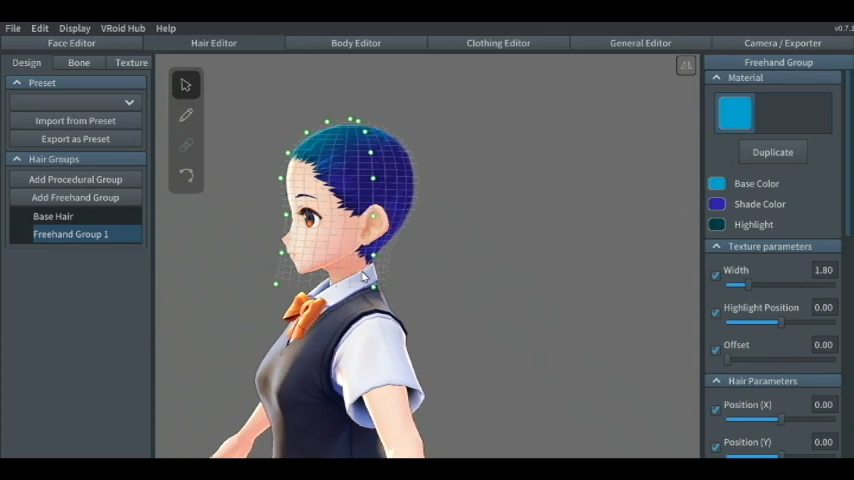 File Edit Display VRoid Hub Help
Face Editor Hair Editor Body Editor Clothing Editor General Editor Camera / Exporter
Design Bone Texture
Preset
Import from Preset
Export as Preset
Hair Groups
Add Procedural Group
Add Freehand Group
Base Hair
Freehand Group 1
Freehand Group
Material
Duplicate
Base Color
Shade Color
Highlight
Texture parameters
Width 1.80
Highlight Position 0.00
Offset 0.00
Hair Parameters
Position (X) 0.00
Position (Y) 0.00